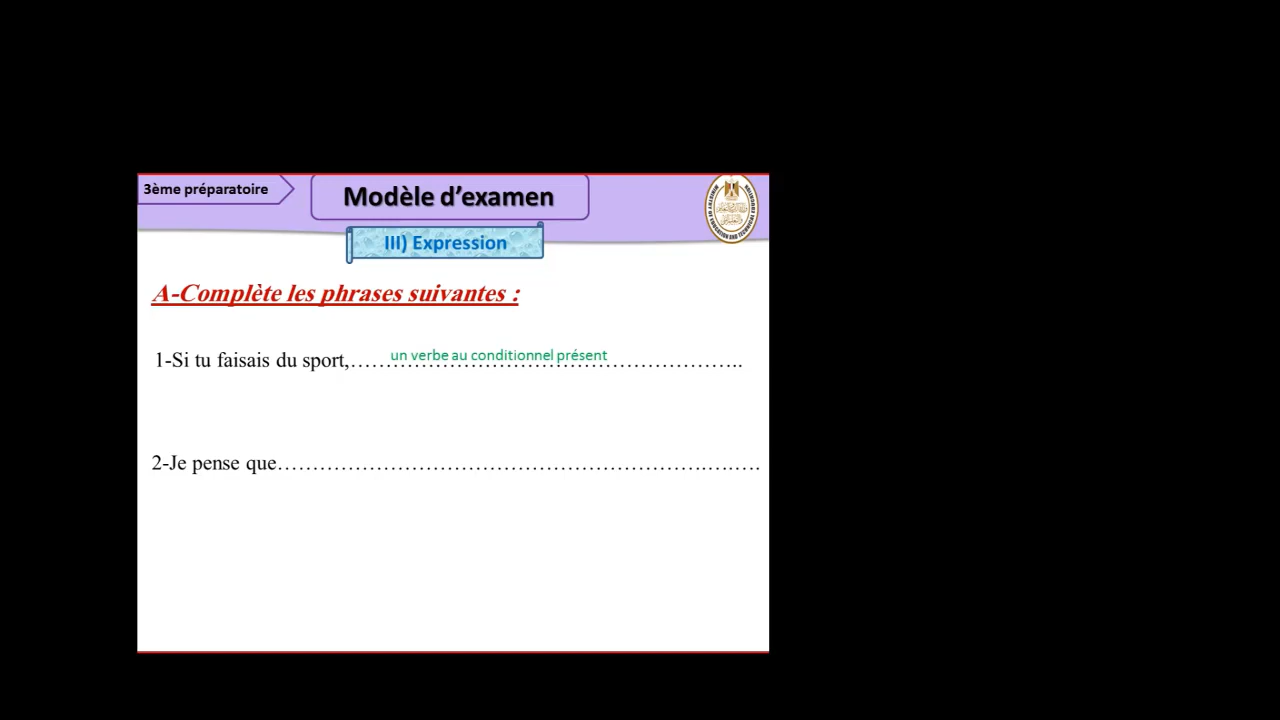 3ème préparatoire
Modèle d’examen
III) Expression
A-Complète les phrases suivantes :
un verbe au conditionnel présent
1-Si tu faisais du sport,…………………………………………………..
2-Je pense que…………………………………………………….….….